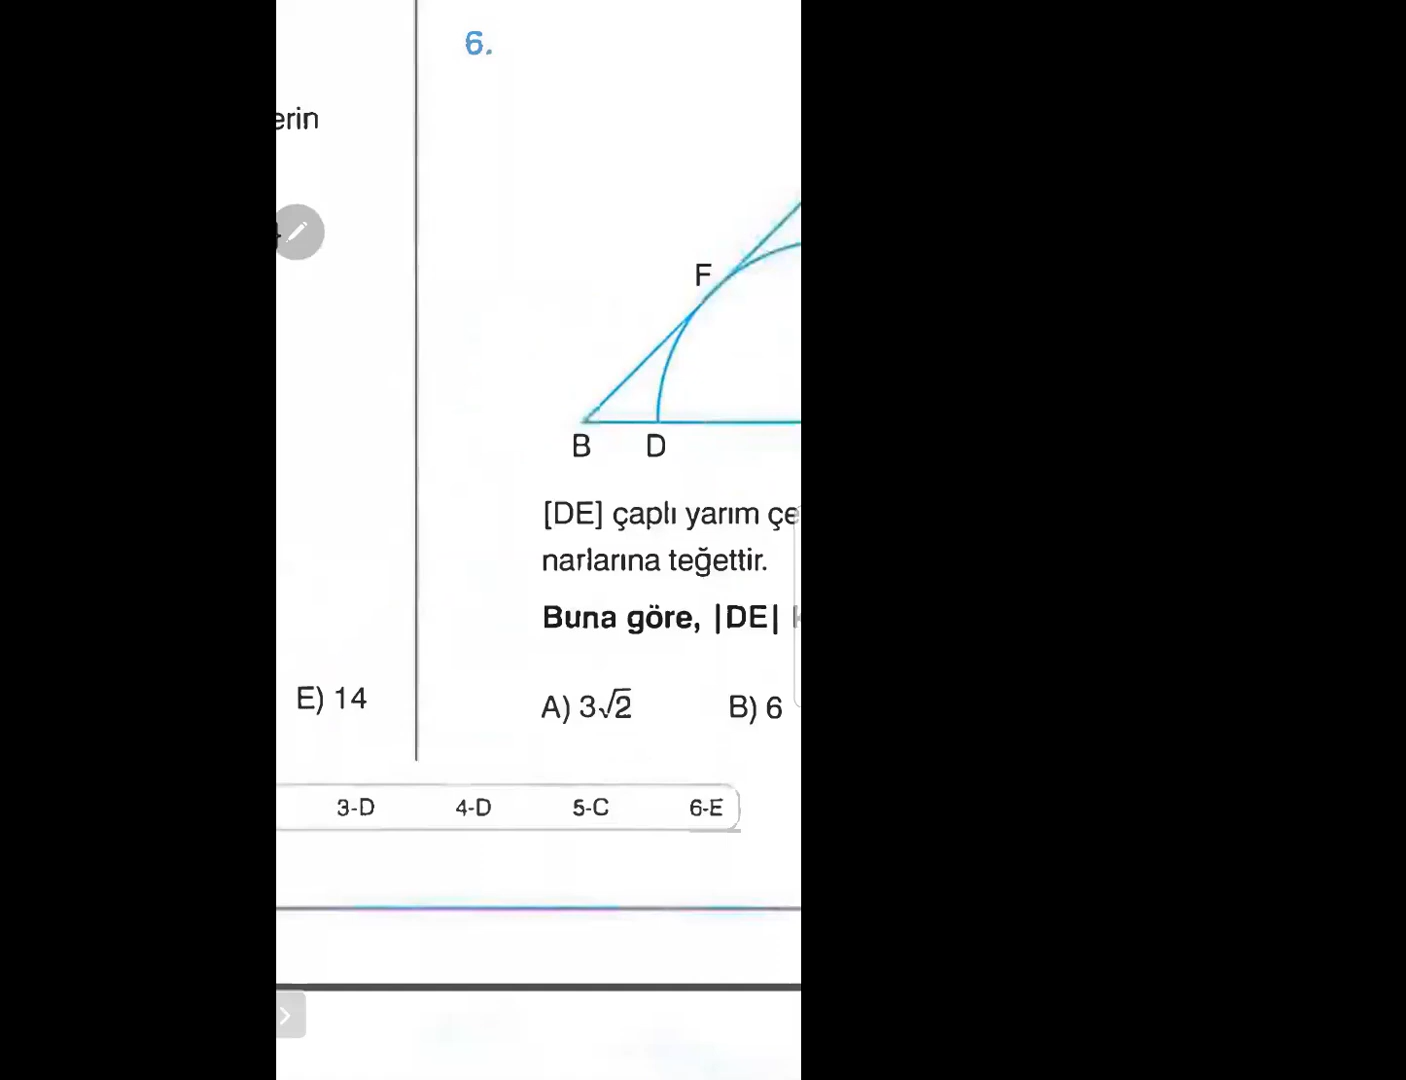 erin
E) 14
6.
F
B D
[DE] çaplı yarım çe
narlarına teğettir.
Buna göre, |DE|
A) 3√2 B) 6
3-D 4-D 5-C 6-E